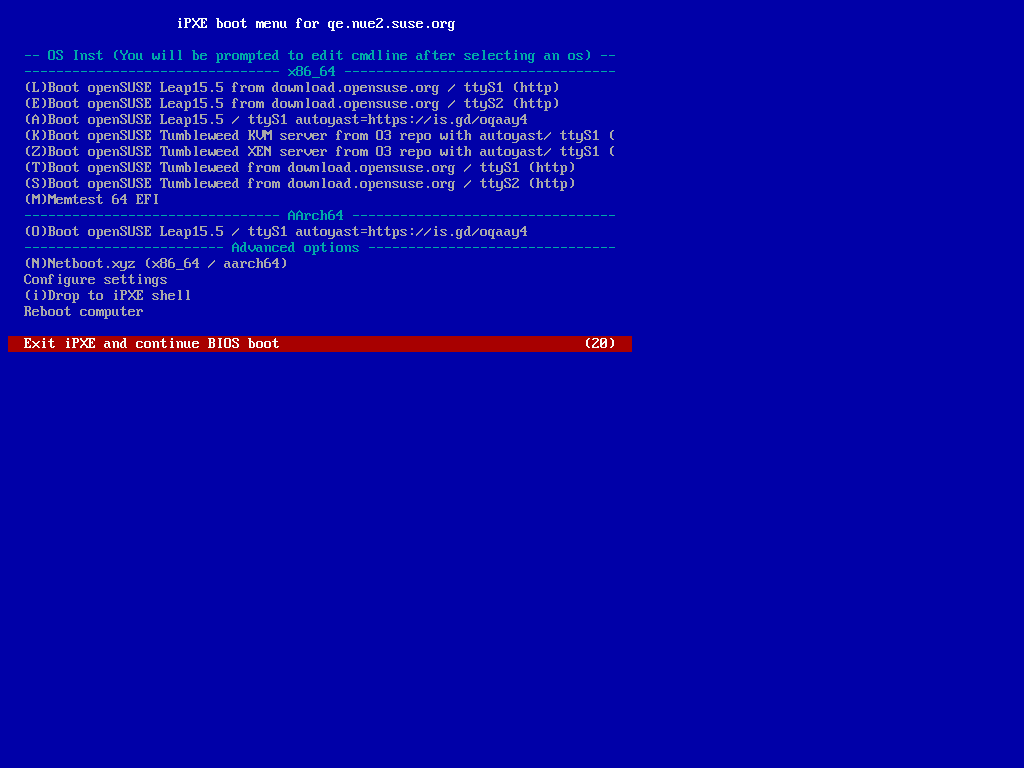 iPXE boot menu for qe.nue2.suse.org
-- OS Inst (You will be prompted to edit cmdline after selecting an os) --
-------------------------------- x86_64 ----------------------------------
(L)Boot openSUSE Leap15.5 from download.opensuse.org / ttyS1 (http)
(E)Boot openSUSE Leap15.5 from download.opensuse.org / ttyS2 (http)
(A)Boot openSUSE Leap15.5 / ttyS1 autoyast=https://is.gd/oqaay4
(K)Boot openSUSE Tumbleweed KVM server from O3 repo with autoyast/ ttyS1 (
(Z)Boot openSUSE Tumbleweed XEN server from O3 repo with autoyast/ ttyS1 (
(T)Boot openSUSE Tumbleweed from download.opensuse.org / ttyS1 (http)
(S)Boot openSUSE Tumbleweed from download.opensuse.org / ttyS2 (http)
(M)Memtest 64 EFI
-------------------------------- AArch64 ---------------------------------
(O)Boot openSUSE Leap15.5 / ttyS1 autoyast=https://is.gd/oqaay4
------------------------- Advanced options -------------------------------
(N)Netboot.xyz (x86_64 / aarch64)
Configure settings
(i)Drop to iPXE shell
Reboot computer
Exit iPXE and continue BIOS boot (20)